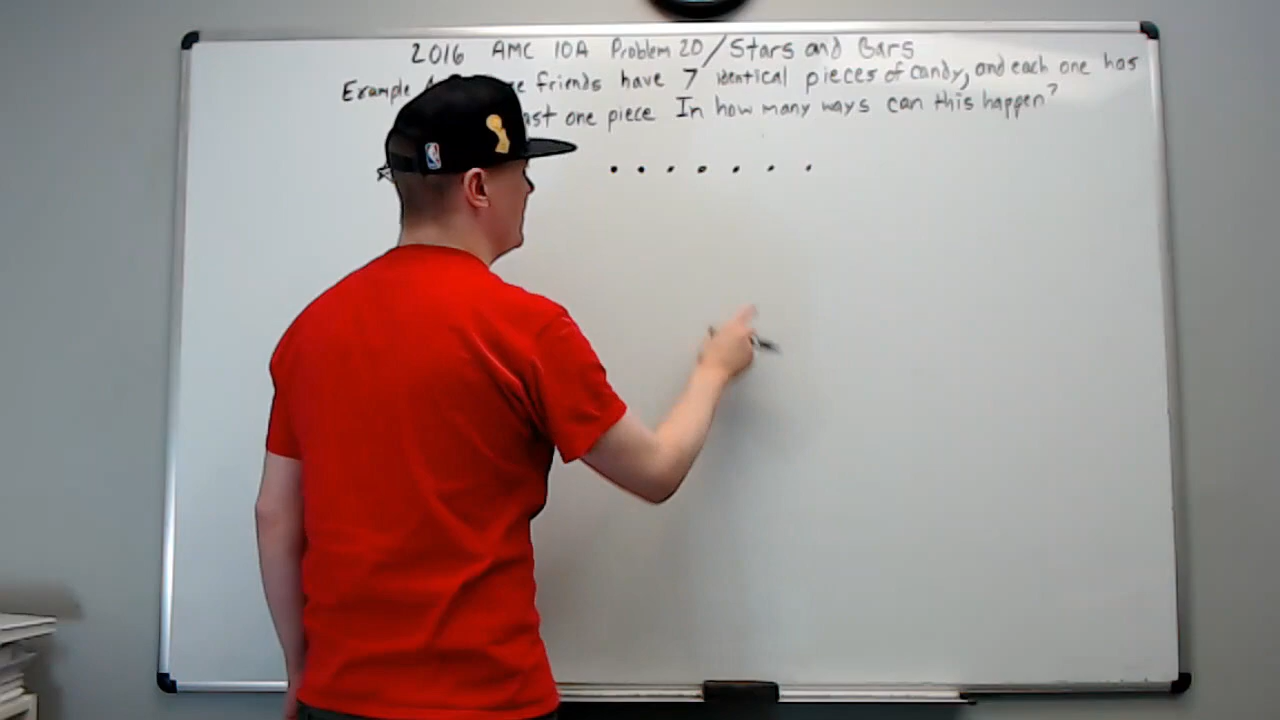 2016 AMC 10A Problem 20/Stars and Bars
Example friends have 7 identical pieces of candy, and each one has
one piece. In how many ways can this happen?